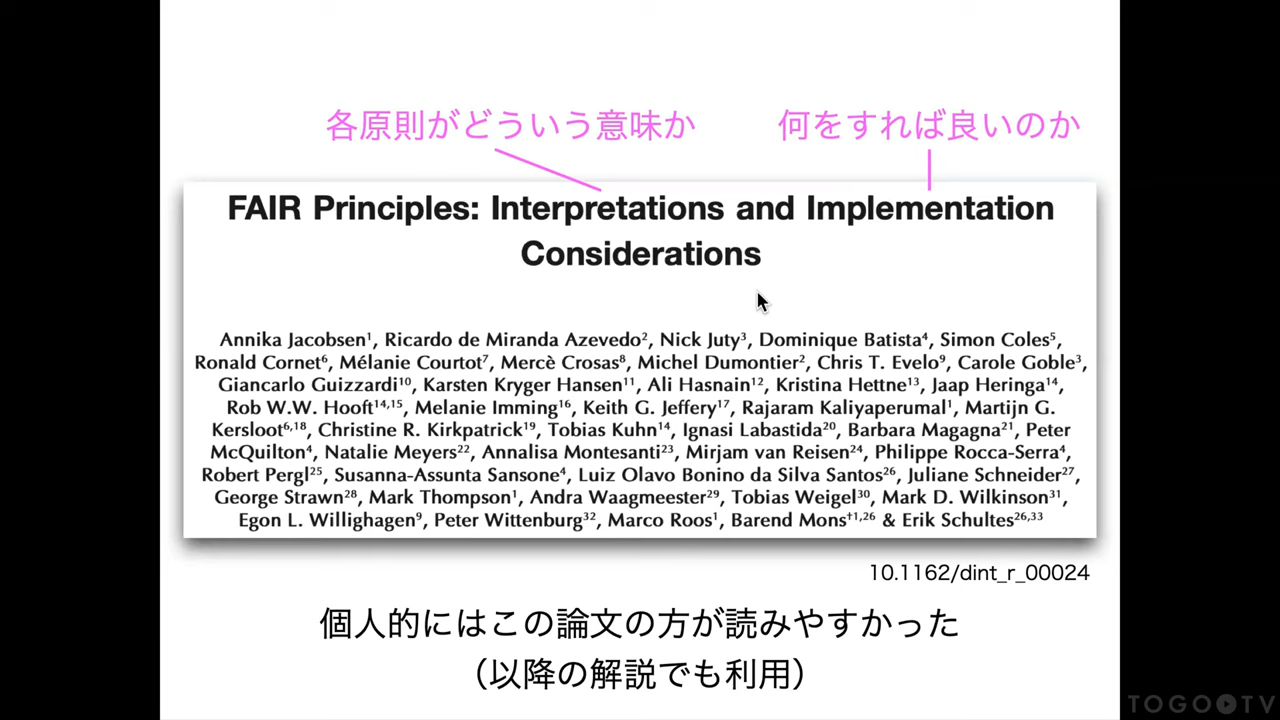 各原則がどういう意味か 何をすれば良いのか
FAIR Principles: Interpretations and Implementation
Considerations
Annika Jacobsen¹, Ricardo de Miranda Azevedo², Nick Juty³, Dominique Batista⁴, Simon Coles⁵,
Ronald Cornet⁶, Mélanie Courtot⁷, Mercè Crosas⁸, Michel Dumontier², Chris T. Evelo⁹, Carole Goble³,
Giancarlo Guizzardi¹⁰, Karsten Kryger Hansen¹¹, Ali Hasnain¹², Kristina Hettne¹³, Jaap Heringa¹⁴,
Rob W.W. Hooft¹⁴,¹⁵, Melanie Imming¹⁶, Keith G. Jeffery¹⁷, Rajaram Kaliyaperumal¹, Martijn G.
Kersloot⁶,¹⁸, Christine R. Kirkpatrick¹⁹, Tobias Kuhn¹⁴, Ignasi Labastida²⁰, Barbara Magagna²¹, Peter
McQuilton⁴, Natalie Meyers²², Annalisa Montesanti²³, Mirjam van Reisen²⁴, Philippe Rocca-Serra⁴,
Robert Pergl²⁵, Susanna-Assunta Sansone⁴, Luiz Olavo Bonino da Silva Santos²⁶, Juliane Schneider²⁷,
George Strawn²⁸, Mark Thompson¹, Andra Waagmeester²⁹, Tobias Weigel³⁰, Mark D. Wilkinson³¹,
Egon L. Willighagen⁹, Peter Wittenburg³², Marco Roos¹, Barend Mons†¹,²⁶ & Erik Schultes²⁶,³³
10.1162/dint_r_00024
個人的にはこの論文の方が読みやすかった
（以降の解説でも利用）
TOGOTV